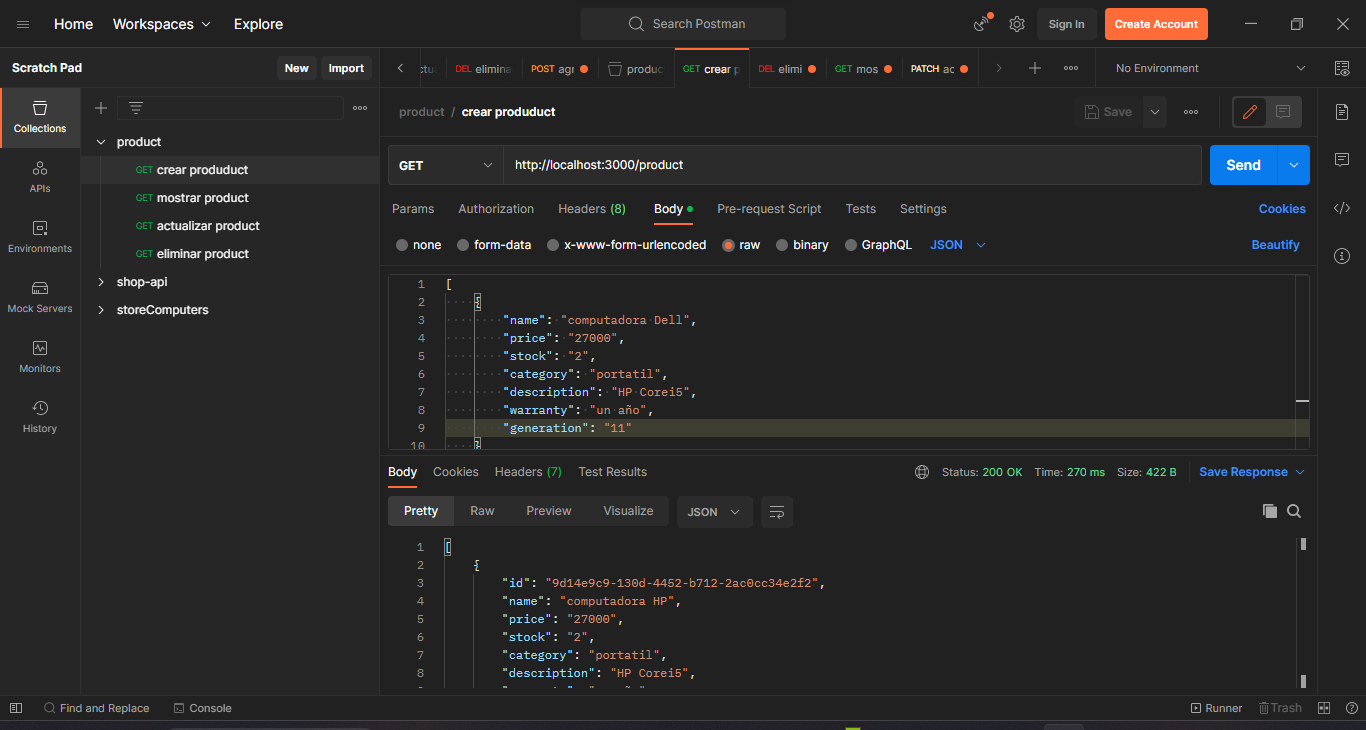 Home Workspaces Explore Search Postman Sign In Create Account
Scratch Pad New Import
DEL elimina POST agr produc GET crear p DEL elimi GET mos PATCH ac No Environment
Collections
APIs
Environments
Mock Servers
Monitors
History
product
GET crear produduct
GET mostrar product
GET actualizar product
GET eliminar product
shop-api
storeComputers
product / crear produduct Save
GET http://localhost:3000/product Send
Params Authorization Headers (8) Body Pre-request Script Tests Settings Cookies
none form-data x-www-form-urlencoded raw binary GraphQL JSON Beautify
1 [
2 {
3 "name": "computadora Dell",
4 "price": "27000",
5 "stock": "2",
6 "category": "portatil",
7 "description": "HP Corei5",
8 "warranty": "un año",
9 "generation": "11"
10 }
Body Cookies Headers (7) Test Results Status: 200 OK Time: 270 ms Size: 422 B Save Response
Pretty Raw Preview Visualize JSON
1 [
2 {
3 "id": "9d14e9c9-130d-4452-b712-2ac0cc34e2f2",
4 "name": "computadora HP",
5 "price": "27000",
6 "stock": "2",
7 "category": "portatil",
8 "description": "HP Corei5",
Find and Replace Console Runner Trash